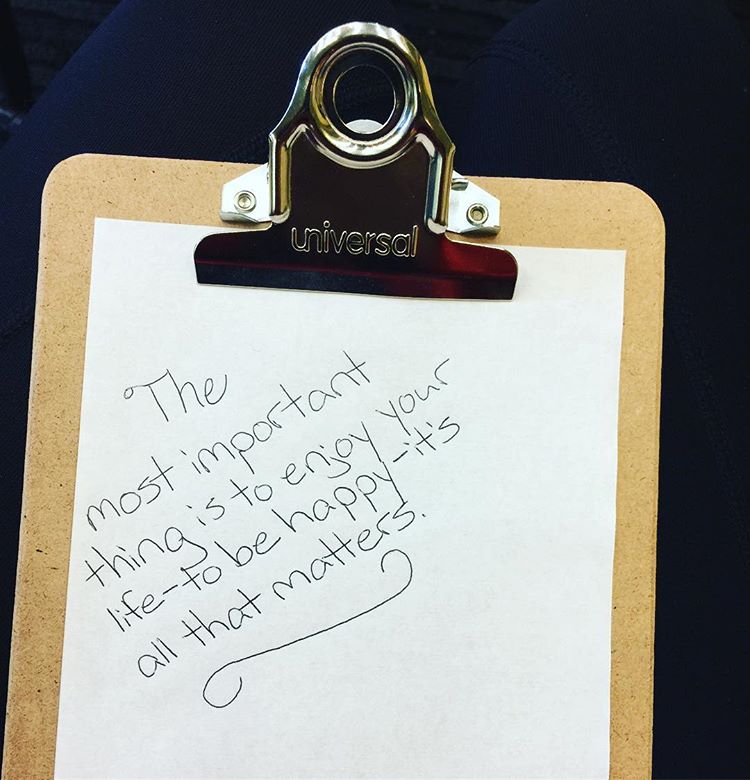 universal
The
most important
thing is to enjoy your
life-to be happy-it's
all that matters.